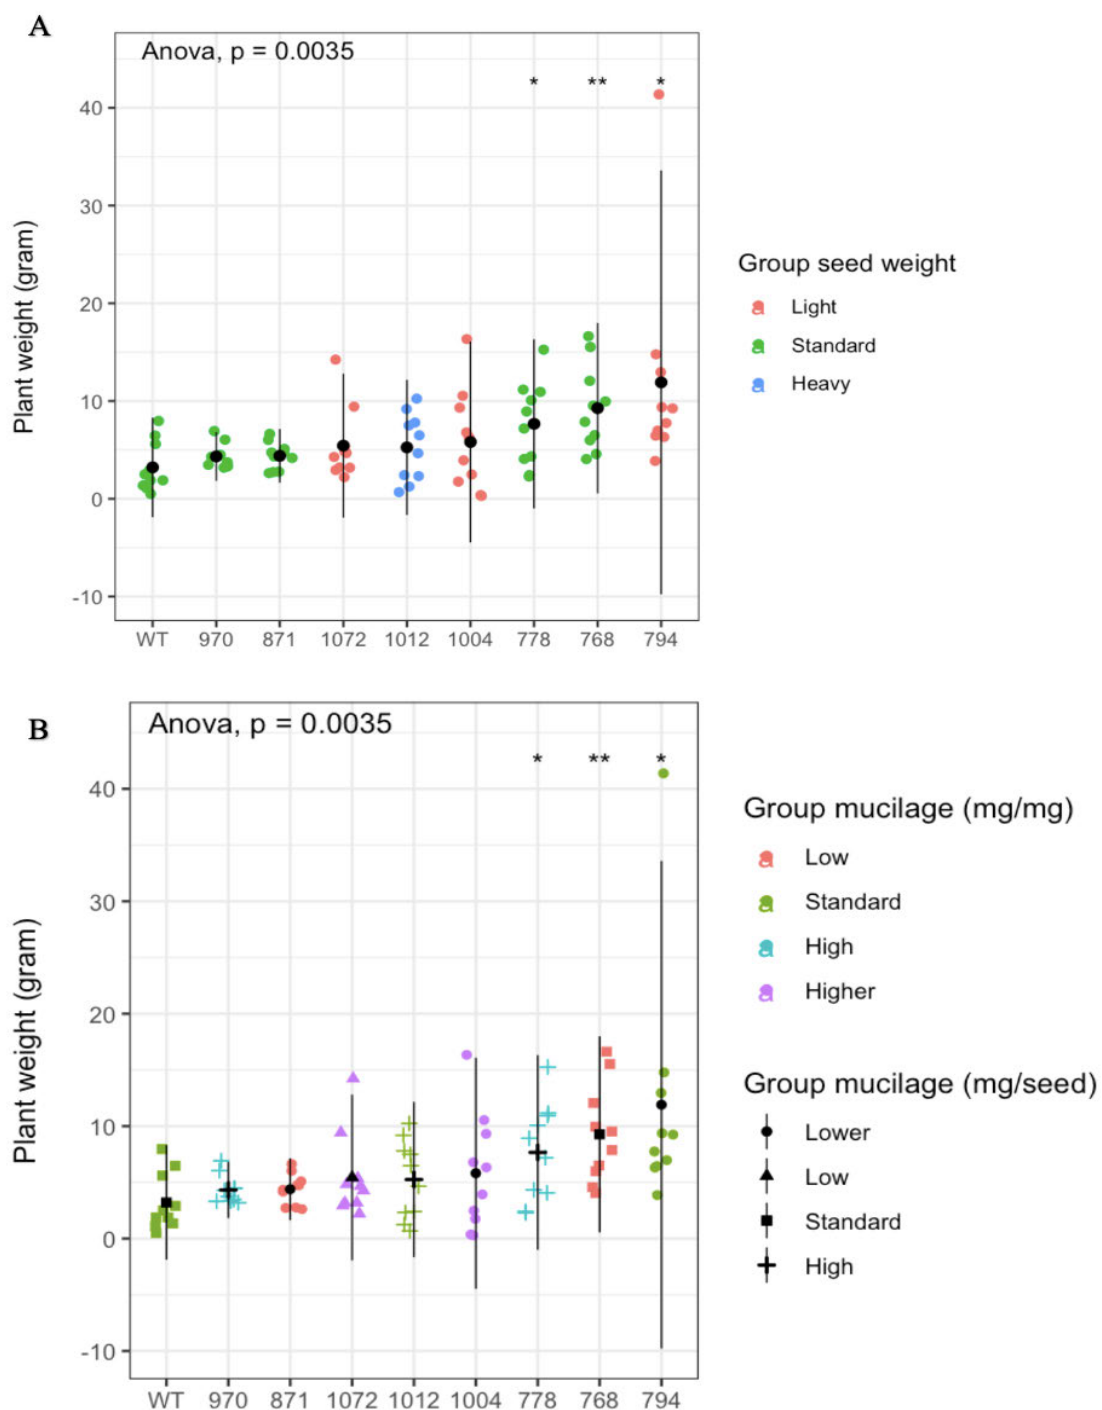 A
Anova, p = 0.0035
* ** *
40
30
20
10
0
-10
Plant weight (gram)
WT 970 871 1072 1012 1004 778 768 794
Group seed weight
a Light
a Standard
a Heavy
B
Anova, p = 0.0035
* ** *
40
30
20
10
0
-10
Plant weight (gram)
WT 970 871 1072 1012 1004 778 768 794
Group mucilage (mg/mg)
a Low
a Standard
a High
a Higher
Group mucilage (mg/seed)
Lower
Low
Standard
High